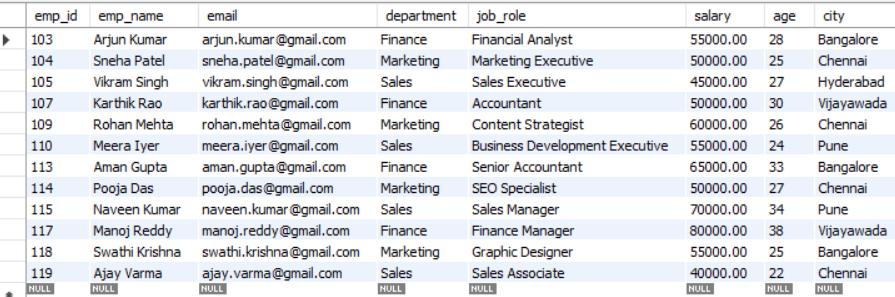 emp_id emp_name email department job_role salary age city
103 Arjun Kumar arjun.kumar@gmail.com Finance Financial Analyst 55000.00 28 Bangalore
104 Sneha Patel sneha.patel@gmail.com Marketing Marketing Executive 50000.00 25 Chennai
105 Vikram Singh vikram.singh@gmail.com Sales Sales Executive 45000.00 27 Hyderabad
107 Karthik Rao karthik.rao@gmail.com Finance Accountant 50000.00 30 Vijayawada
109 Rohan Mehta rohan.mehta@gmail.com Marketing Content Strategist 60000.00 26 Chennai
110 Meera Iyer meera.iyer@gmail.com Sales Business Development Executive 55000.00 24 Pune
113 Aman Gupta aman.gupta@gmail.com Finance Senior Accountant 65000.00 33 Bangalore
114 Pooja Das pooja.das@gmail.com Marketing SEO Specialist 50000.00 27 Chennai
115 Naveen Kumar naveen.kumar@gmail.com Sales Sales Manager 70000.00 34 Pune
117 Manoj Reddy manoj.reddy@gmail.com Finance Finance Manager 80000.00 38 Vijayawada
118 Swathi Krishna swathi.krishna@gmail.com Marketing Graphic Designer 55000.00 25 Bangalore
119 Ajay Varma ajay.varma@gmail.com Sales Sales Associate 40000.00 22 Chennai
NULL NULL NULL NULL NULL NULL NULL NULL